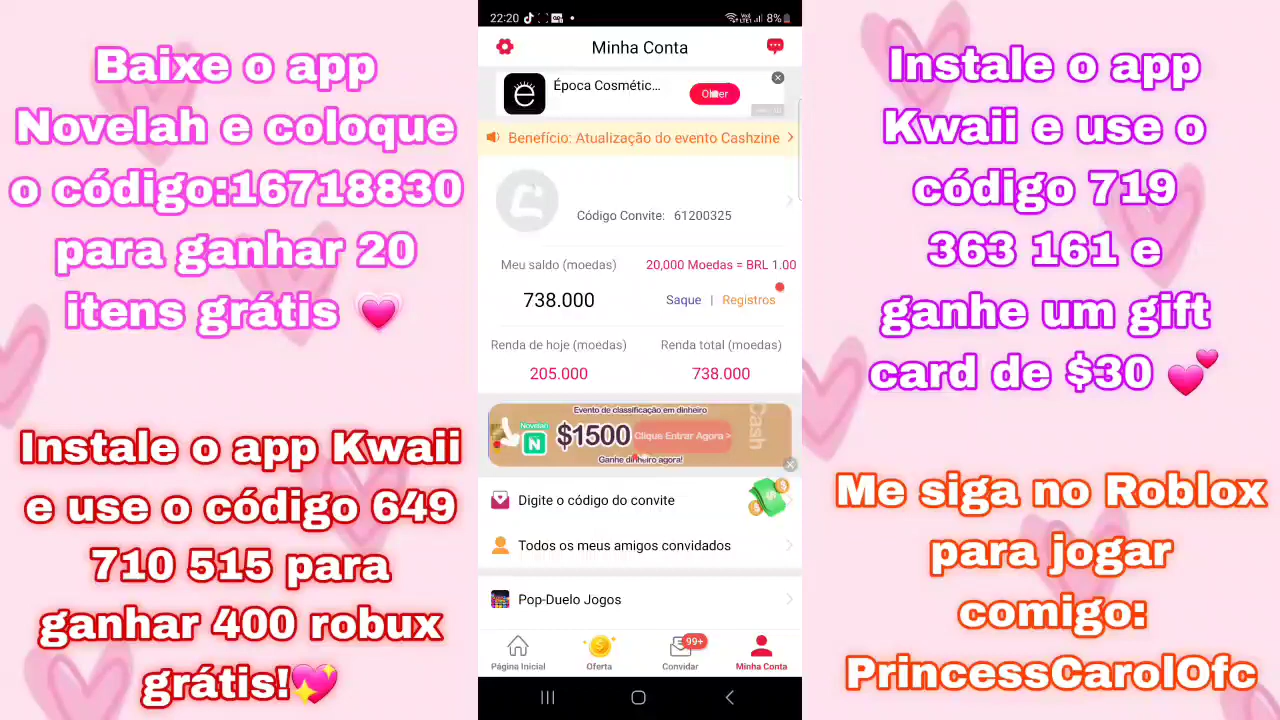 Baixe o app
Novelah e coloque
o código:16718830
para ganhar 20
itens grátis 💗
Instale o app Kwaii
e use o código 649
710 515 para
ganhar 400 robux
grátis!💖
22:20
8%
Minha Conta
Época Cosmétic...
Benefício: Atualização do evento Cashzine
Código Convite: 61200325
Meu saldo (moedas)
20,000 Moedas = BRL 1.00
738.000
Saque | Registros
Renda de hoje (moedas)
Renda total (moedas)
205.000
738.000
Evento de classificação em dinheiro
Novelah
N
$1500
Clique Entrar Agora >
Cash
Ganhe dinheiro agora!
Digite o código do convite
Todos os meus amigos convidados
Pop-Duelo Jogos
99+
Página Inicial
Oferta
Convidar
Minha Conta
Instale o app
Kwaii e use o
código 719
363 161 e
ganhe um gift
card de $30 💕
Me siga no Roblox
para jogar
comigo:
PrincessCarolOfc